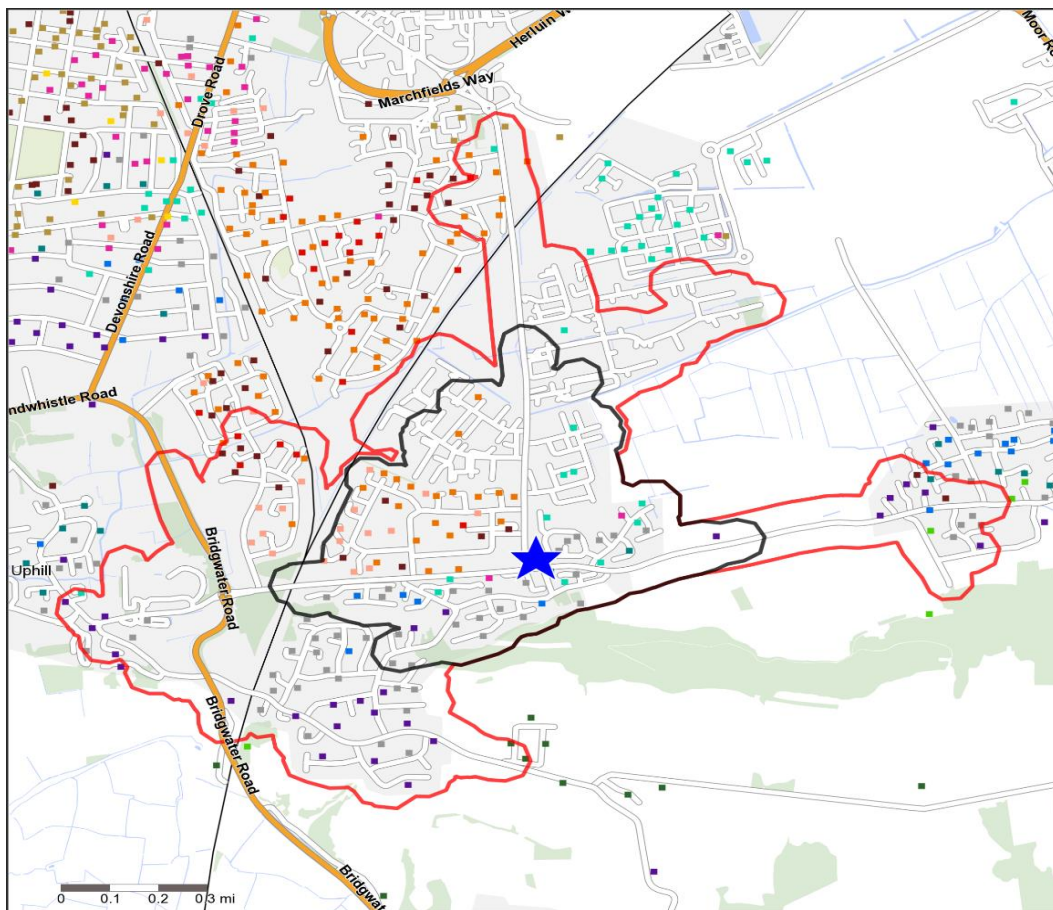 Herluin W
Moor Ro
Marchfields Way
Drove Road
Devonshire Road
ndwhistle Road
Uphill
Bridgwater Road
Bridgwater Road
Bridgwat
0 0.1 0.2 0.3 mi